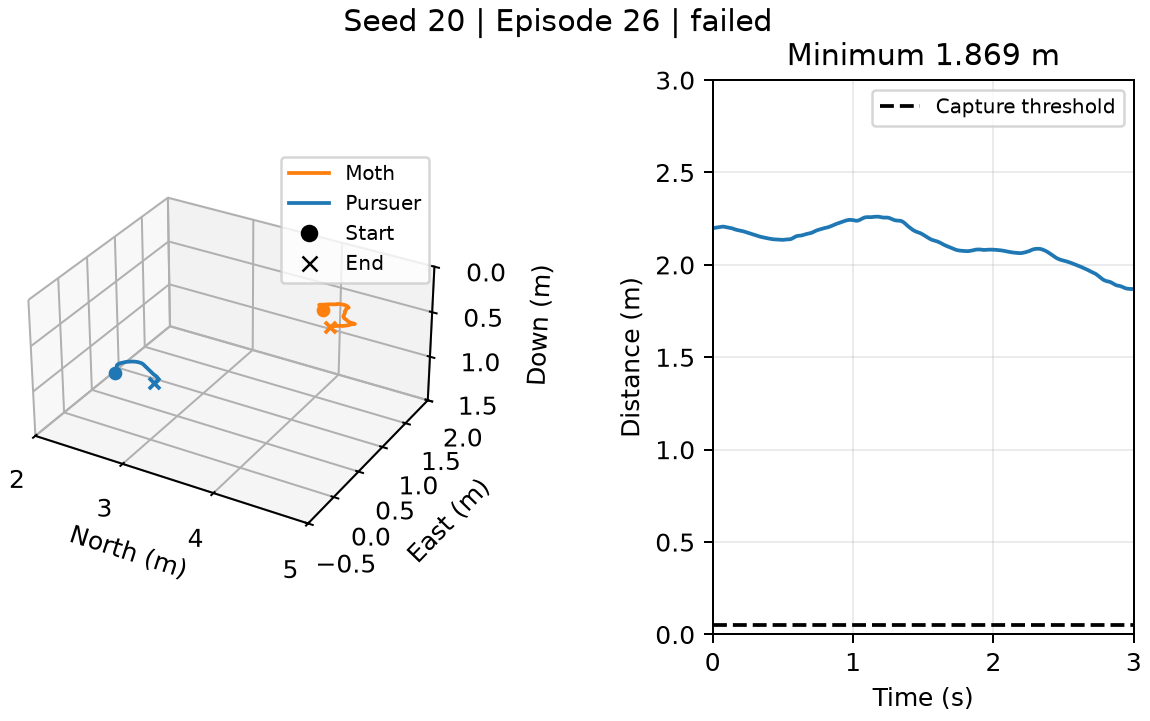 Seed 20 | Episode 26 | failed
Moth
Pursuer
Start
End
0.0
0.5
1.0
1.5
Down (m)
2.0
1.5
1.0
0.5
0.0
−0.5
East (m)
2
3
4
5
North (m)
Minimum 1.869 m
Capture threshold
3.0
2.5
2.0
1.5
1.0
0.5
0.0
Distance (m)
0
1
2
3
Time (s)